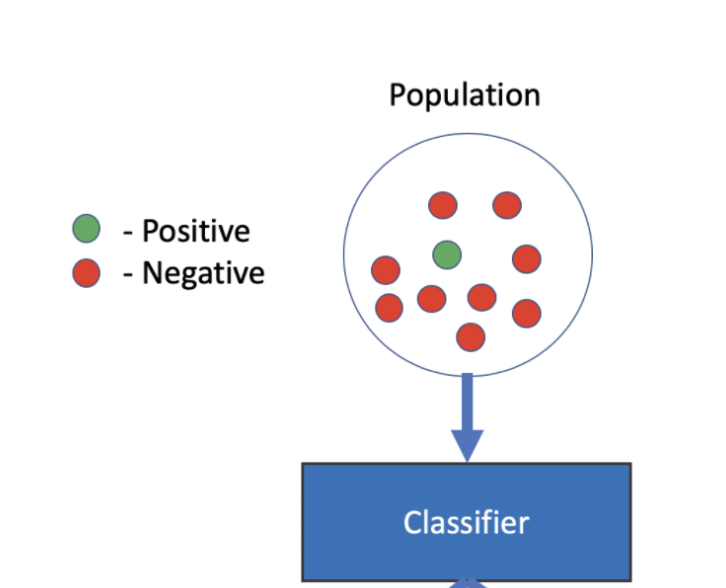 Population
- Positive
- Negative
Classifier